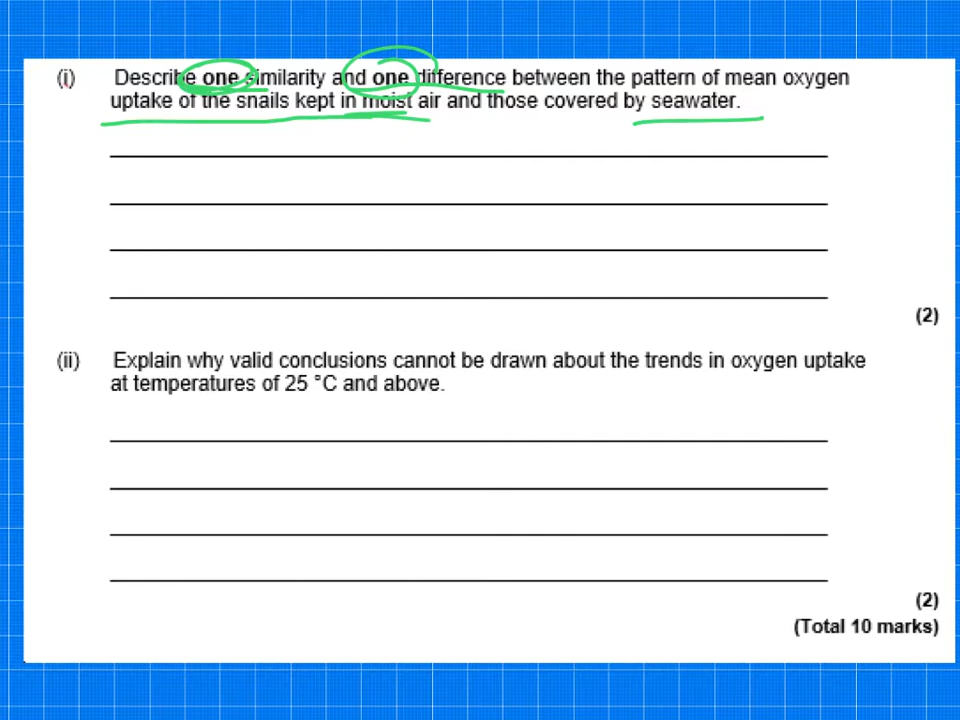 (i) Describe one similarity and one difference between the pattern of mean oxygen
uptake of the snails kept in moist air and those covered by seawater.
(2)
(ii) Explain why valid conclusions cannot be drawn about the trends in oxygen uptake
at temperatures of 25 °C and above.
(2)
(Total 10 marks)